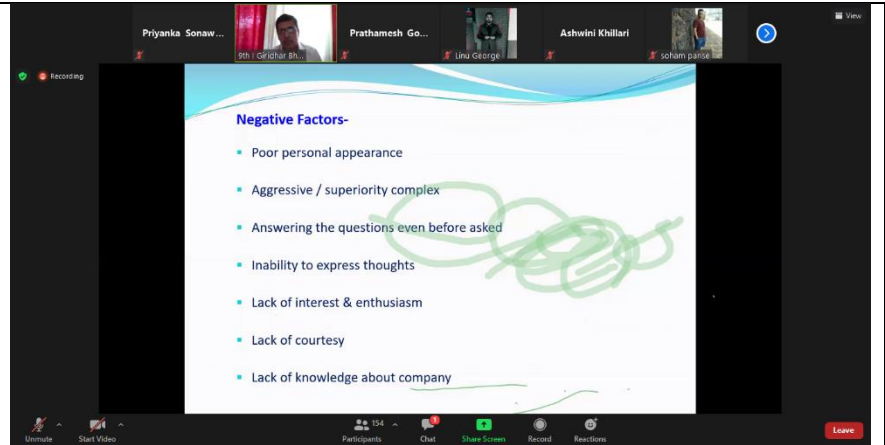 View
Priyanka Sonaw...
Prathamesh Go...
Ashwini Khillari
9th I Giridhar Bh...
Linu George
soham panse
Recording
Negative Factors-
Poor personal appearance
Aggressive / superiority complex
Answering the questions even before asked
Inability to express thoughts
Lack of interest & enthusiasm
Lack of courtesy
Lack of knowledge about company
Unmute
Start Video
154
Participants
1
Chat
Share Screen
Record
Reactions
Leave